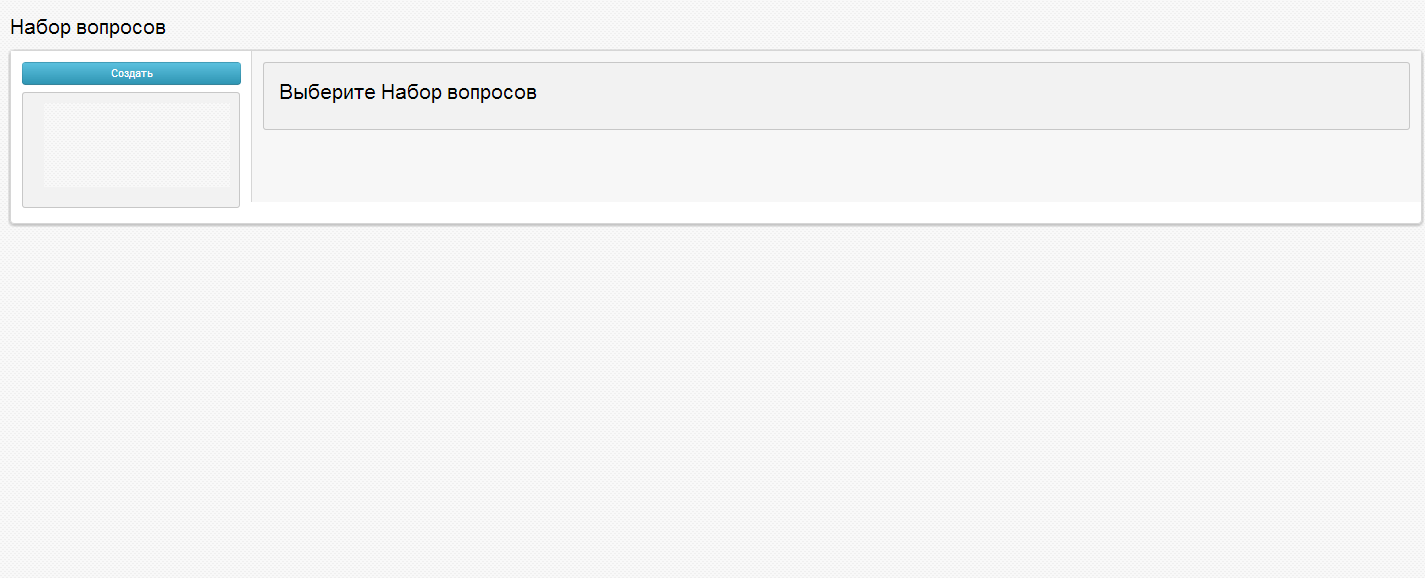 Набор вопросов
Создать
Выберите Набор вопросов